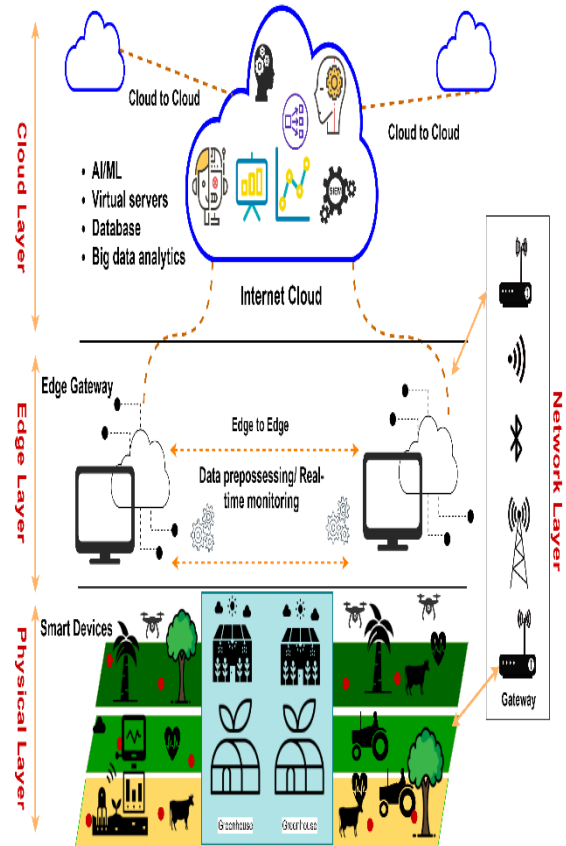 Cloud to Cloud
Cloud to Cloud
Cloud Layer
• AI/ML
• Virtual servers
• Database
• Big data analytics
SIEM
Internet Cloud
Edge Gateway
Edge Layer
Edge to Edge
Data prepossessing/ Real-
time monitoring
Network Layer
Gateway
Physical Layer
Smart Devices
Greenhouse
Greenhouse